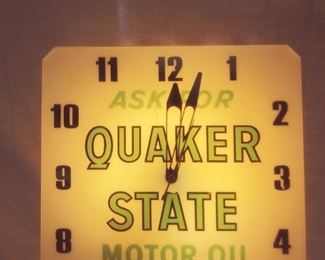 11 12 1
ASK FOR
10 2
QUAKER
9 3
STATE
8 4
MOTOR OIL